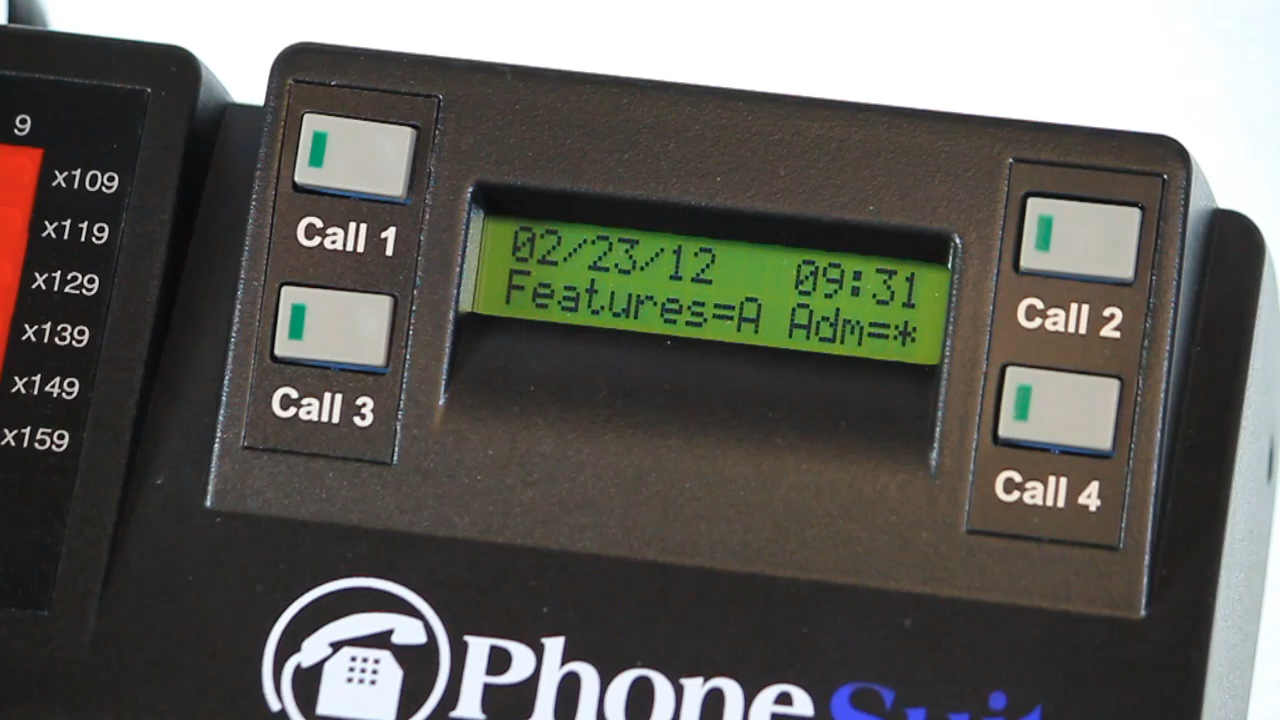 9
x109
x119
x129
x139
x149
x159
Call 1
Call 3
02/23/12 09:31
Features=A Adm=*
Call 2
Call 4
PhoneSuite